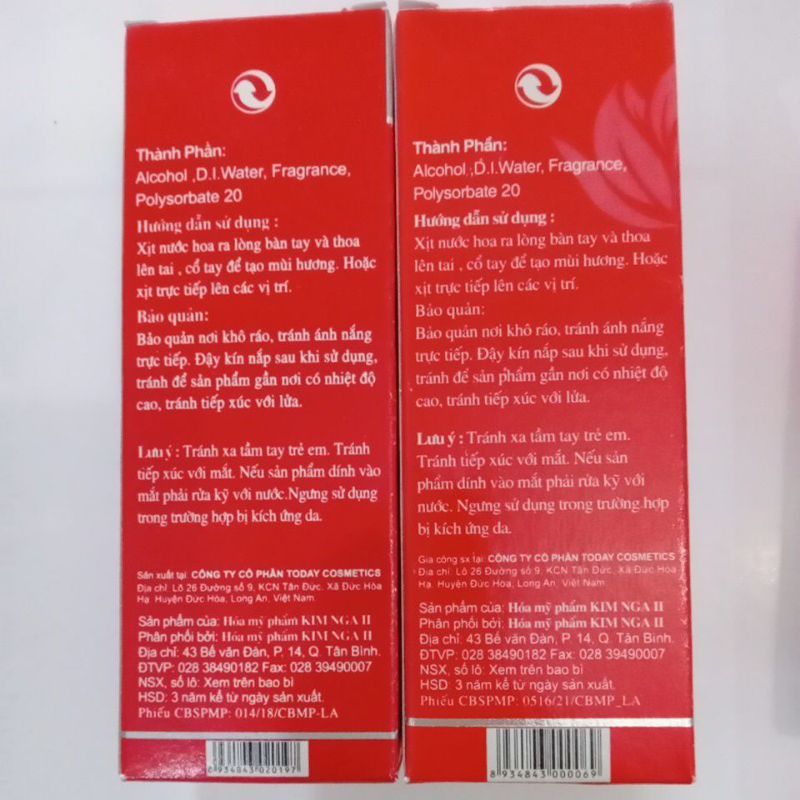 Thành Phần:
Alcohol ,D.I.Water, Fragrance,
Polysorbate 20
Hướng dẫn sử dụng :
Xịt nước hoa ra lòng bàn tay và thoa
lên tai , cổ tay để tạo mùi hương. Hoặc
xịt trực tiếp lên các vị trí.
Bảo quản:
Bảo quản nơi khô ráo, tránh ánh nắng
trực tiếp. Đậy kín nắp sau khi sử dụng,
tránh để sản phẩm gần nơi có nhiệt độ
cao, tránh tiếp xúc với lửa.
Lưu ý : Tránh xa tầm tay trẻ em. Tránh
tiếp xúc với mắt. Nếu sản phẩm dính vào
mắt phải rửa kỹ với nước.Ngưng sử dụng
trong trường hợp bị kích ứng da.
Sản xuất tại: CÔNG TY CỔ PHẦN TODAY COSMETICS
Địa chỉ: Lô 26 Đường số 9, KCN Tân Đức, Xã Đức Hòa
Hạ, Huyện Đức Hòa, Long An, Việt Nam.
Sản phẩm của: Hóa mỹ phẩm KIM NGA II
Phân phối bởi: Hóa mỹ phẩm KIM NGA II
Địa chỉ: 43 Bế văn Đàn, P, 14, Q, Tân Bình.
ĐTVP: 028 38490182 Fax: 028 39490007
NSX, số lô: Xem trên bao bì
HSD: 3 năm kể từ ngày sản xuất.
Phiếu CBSPMP: 014/18/CBMP-LA
8 934843 020197
Thành Phần:
Alcohol ,D.I.Water, Fragrance,
Polysorbate 20
Hướng dẫn sử dụng :
Xịt nước hoa ra lòng bàn tay và thoa
lên tai , cổ tay để tạo mùi hương. Hoặc
xịt trực tiếp lên các vị trí.
Bảo quản:
Bảo quản nơi khô ráo, tránh ánh nắng
trực tiếp. Đậy kín nắp sau khi sử dụng,
tránh để sản phẩm gần nơi có nhiệt độ
cao, tránh tiếp xúc với lửa.
Lưu ý : Tránh xa tầm tay trẻ em.
Tránh tiếp xúc với mắt. Nếu sản
phẩm dính vào mắt phải rửa kỹ với
nước. Ngưng sử dụng trong trường hợp
bị kích ứng da.
Gia công sx tại: CÔNG TY CỔ PHẦN TODAY COSMETICS
Địa chỉ: Lô 26 Đường số 9, KCN Tân Đức, Xã Đức Hòa
Hạ, Huyện Đức Hòa, Long An, Việt Nam.
Sản phẩm của: Hóa mỹ phẩm KIM NGA II
Phân phối bởi: Hóa mỹ phẩm KIM NGA II
Địa chỉ: 43 Bế văn Đàn, P, 14, Q. Tân Bình.
ĐTVP: 028 38490182 Fax: 028 39490007
NSX, số lô: Xem trên bao bì
HSD: 3 năm kể từ ngày sản xuất.
Phiếu CBSPMP: 0516/21/CBMP_LA
8 934843 000069